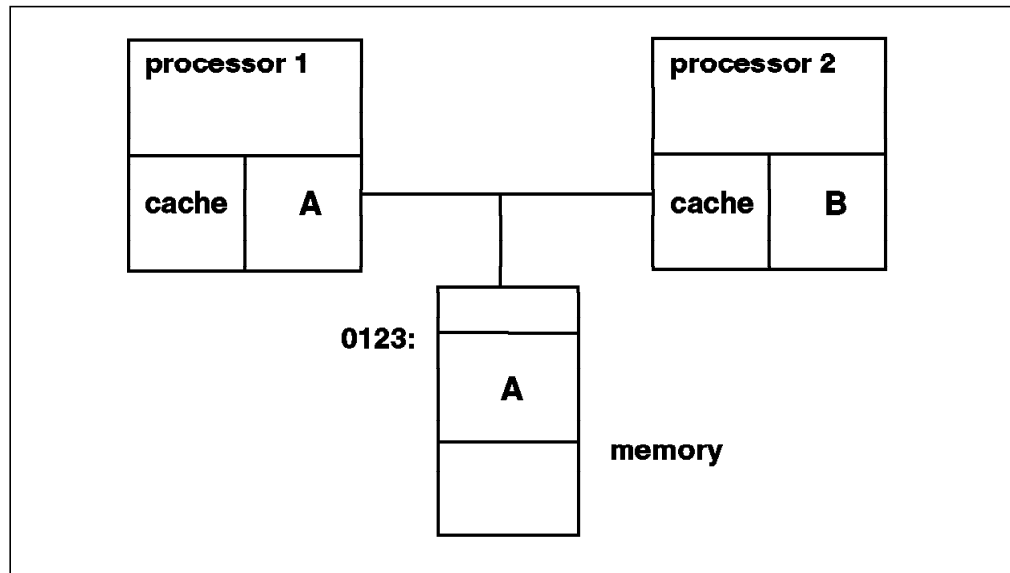 processor 1
processor 2
cache A
cache B
0123:
A
memory